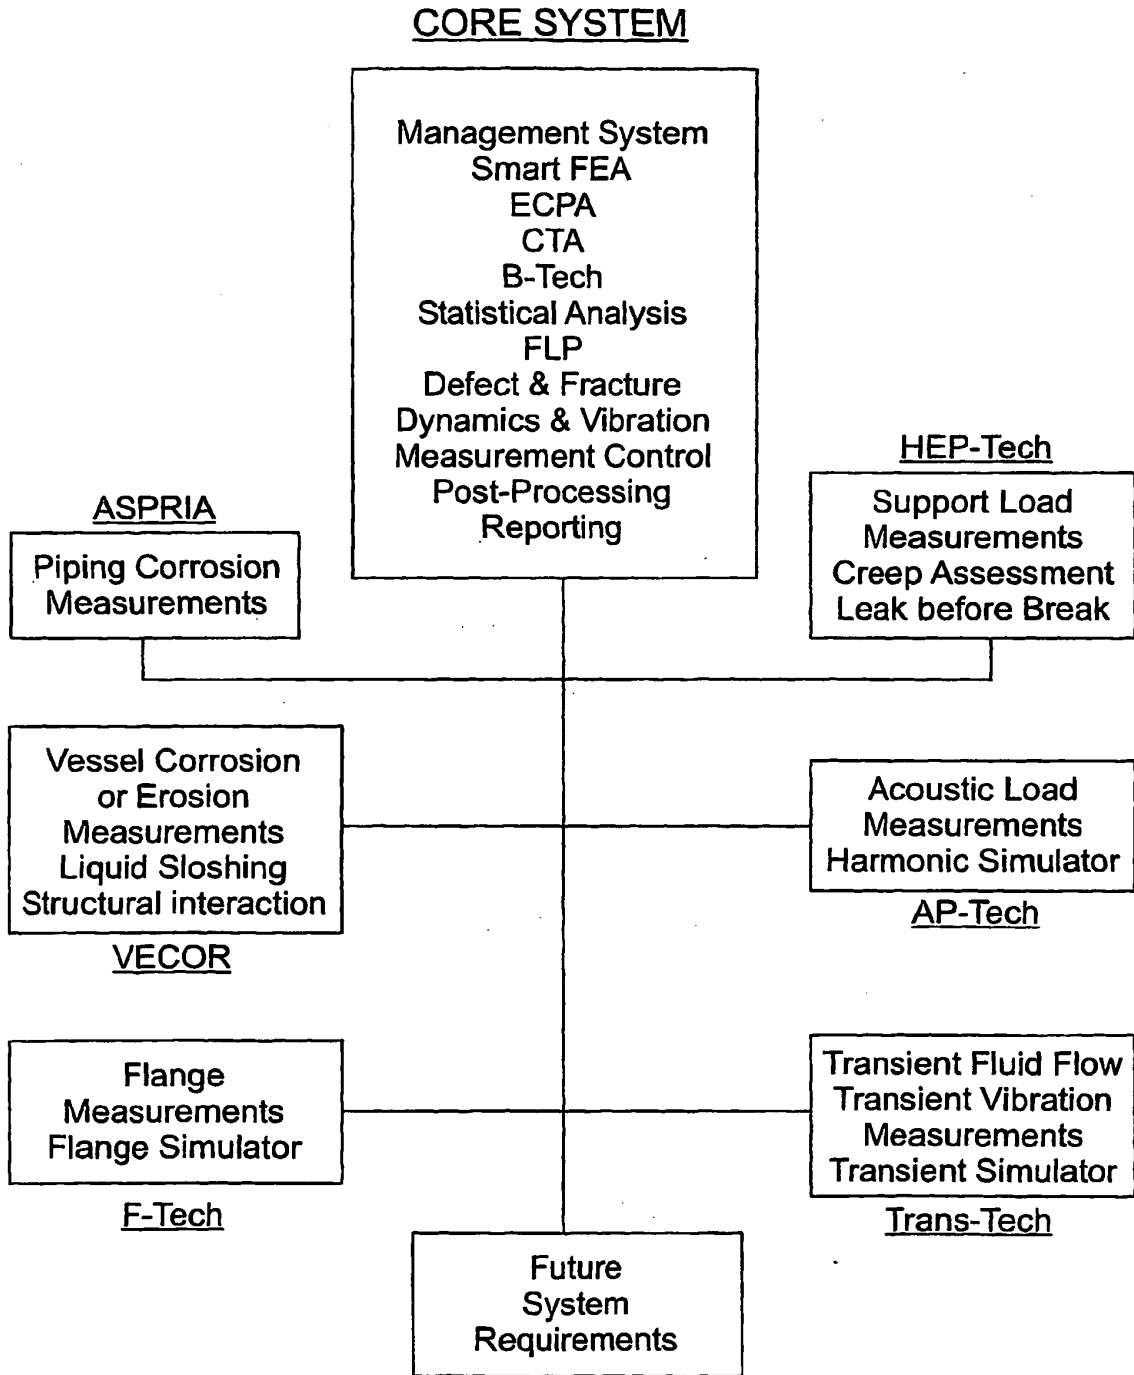 CORE SYSTEM
Management System
Smart FEA
ECPA
CTA
B-Tech
Statistical Analysis
FLP
Defect & Fracture
Dynamics & Vibration
Measurement Control
Post-Processing
Reporting
ASPRIA
Piping Corrosion
Measurements
HEP-Tech
Support Load
Measurements
Creep Assessment
Leak before Break
Vessel Corrosion
or Erosion
Measurements
Liquid Sloshing
Structural interaction
VECOR
Acoustic Load
Measurements
Harmonic Simulator
AP-Tech
Flange
Measurements
Flange Simulator
F-Tech
Transient Fluid Flow
Transient Vibration
Measurements
Transient Simulator
Trans-Tech
Future
System
Requirements